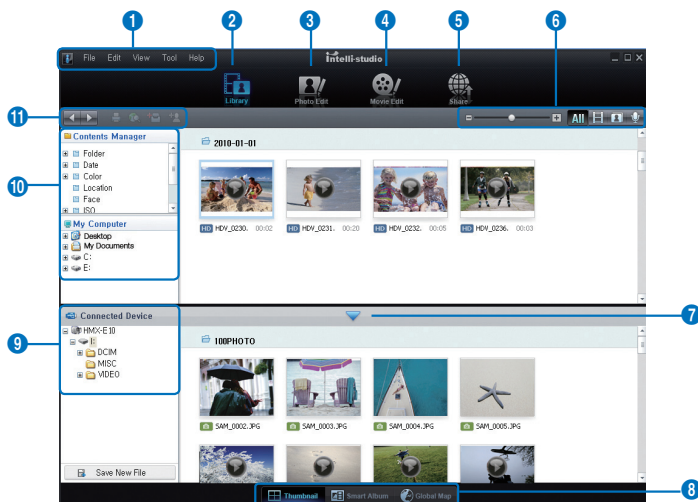 1
2
3
4
5
6
File Edit View Tool Help
intelli-studio
Library
Photo Edit
Movie Edit
Share
11
All
Contents Manager
2010-01-01
10
Folder
Date
Color
Location
Face
ISO
HD HDV_0230. 00:02
HD HDV_0231. 00:20
HD HDV_0232. 00:05
HD HDV_0236. 00:03
My Computer
Desktop
My Documents
C:
E:
Connected Device
7
9
HMX-E10
I:
DCIM
MISC
VIDEO
100PHOTO
SAM_0002.JPG
SAM_0003.JPG
SAM_0004.JPG
SAM_0005.JPG
Save New File
Thumbnail
Smart Album
Global Map
8